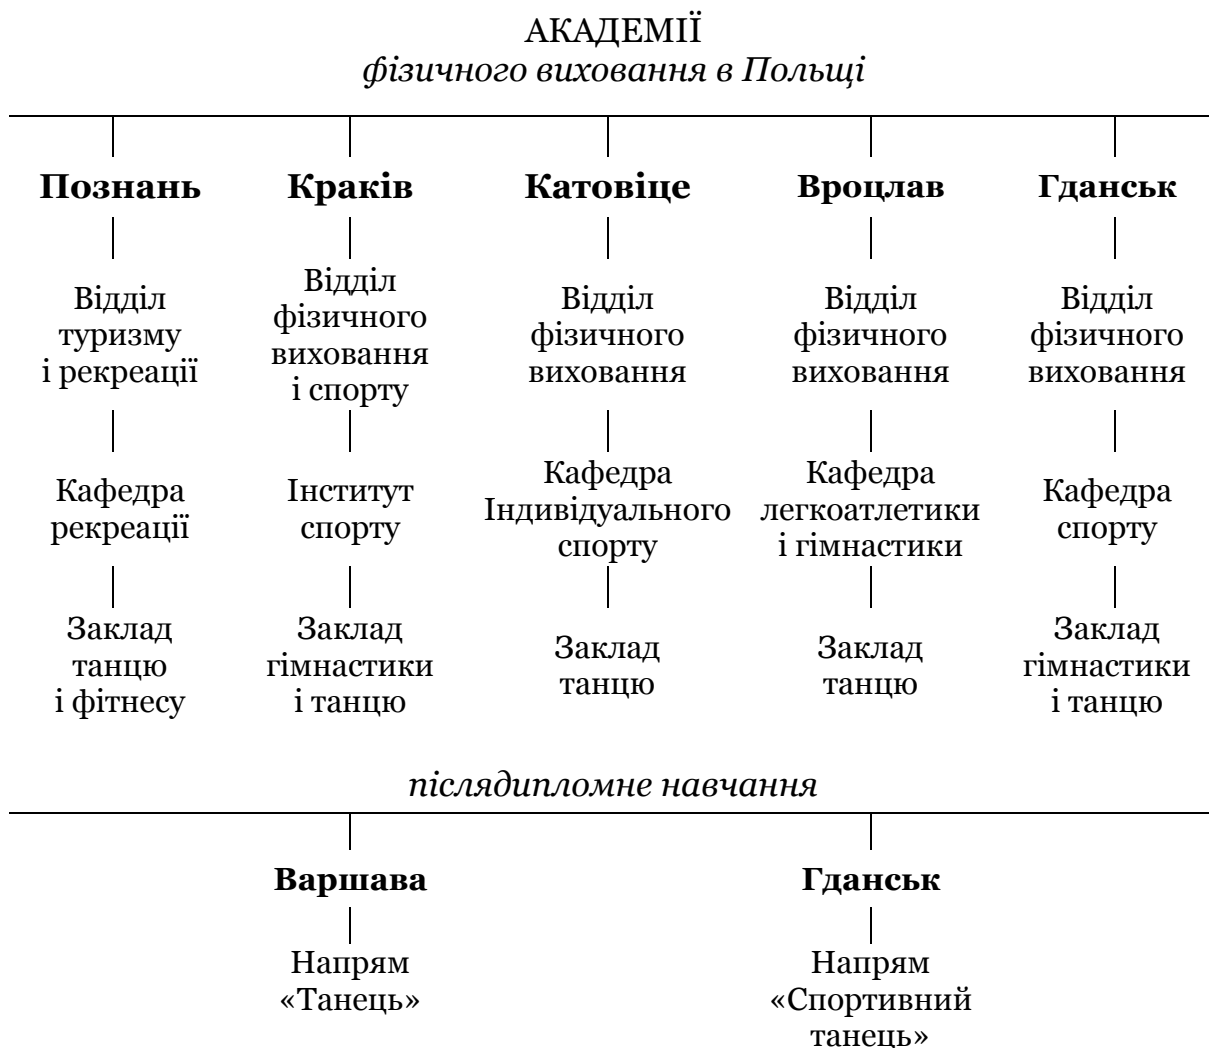 АКАДЕМІЇ
фізичного виховання в Польщі
Познань
Краків
Катовіце
Вроцлав
Гданськ
Відділ
туризму
і рекреації
Відділ
фізичного
виховання
і спорту
Відділ
фізичного
виховання
Відділ
фізичного
виховання
Відділ
фізичного
виховання
Кафедра
рекреації
Інститут
спорту
Кафедра
Індивідуального
спорту
Кафедра
легкоатлетики
і гімнастики
Кафедра
спорту
Заклад
танцю
і фітнесу
Заклад
гімнастики
і танцю
Заклад
танцю
Заклад
танцю
Заклад
гімнастики
і танцю
післядипломне навчання
Варшава
Гданськ
Напрям
«Танець»
Напрям
«Спортивний
танець»